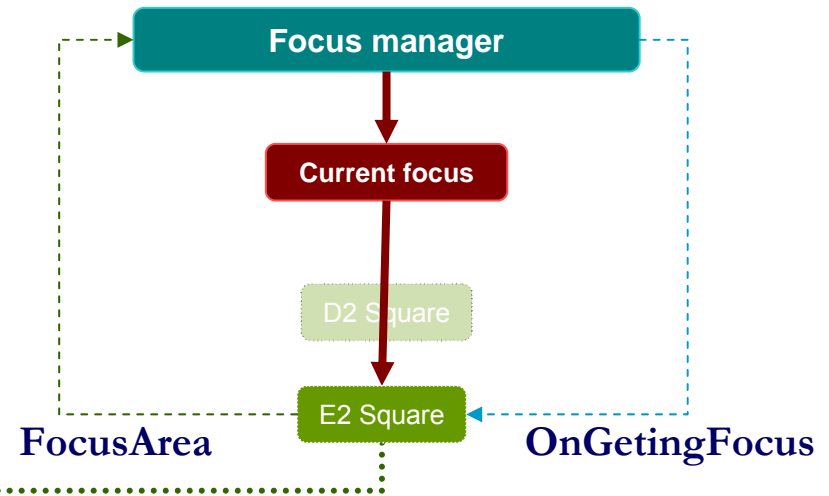 Focus manager
Current focus
D2 Square
E2 Square
FocusArea
OnGetingFocus